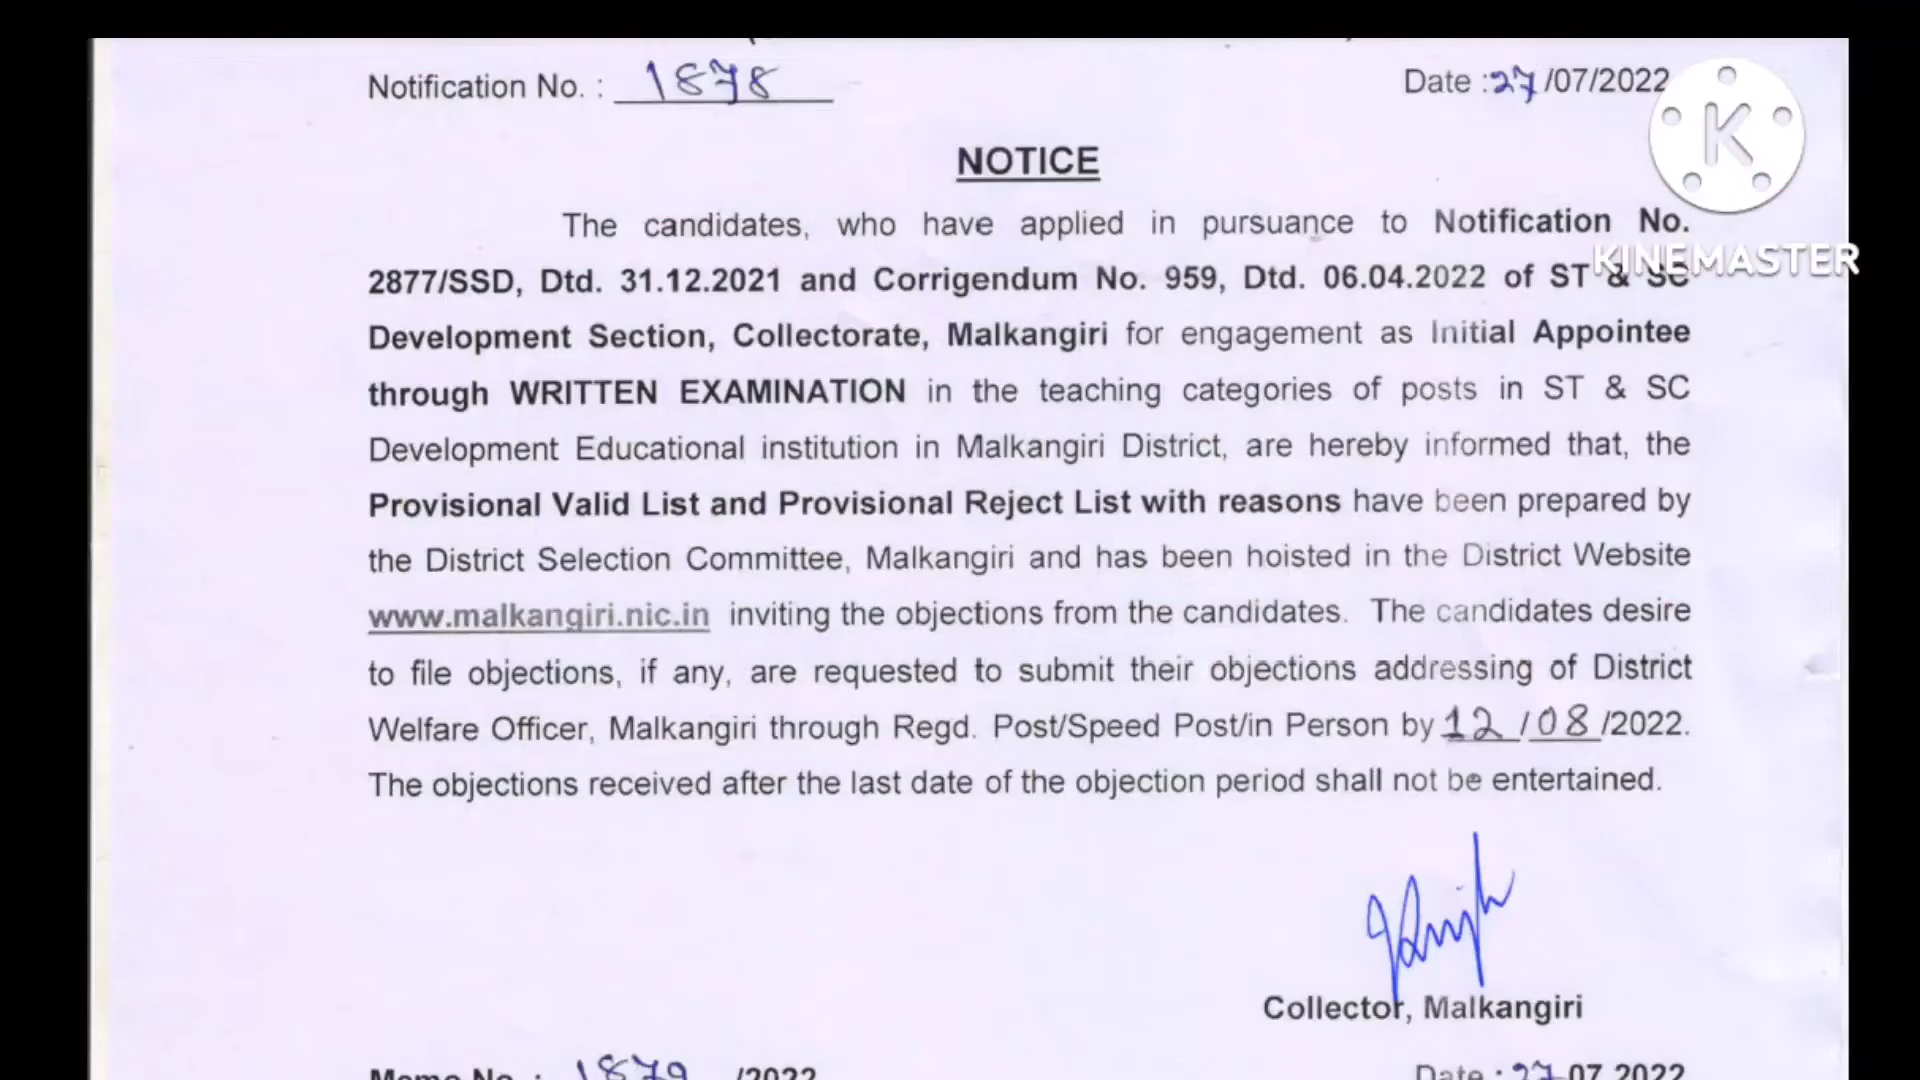 Notification No. : 1878
Date :27/07/2022
K
KINEMASTER
NOTICE
The candidates, who have applied in pursuance to Notification No.
2877/SSD, Dtd. 31.12.2021 and Corrigendum No. 959, Dtd. 06.04.2022 of ST & SC
Development Section, Collectorate, Malkangiri for engagement as Initial Appointee
through WRITTEN EXAMINATION in the teaching categories of posts in ST & SC
Development Educational institution in Malkangiri District, are hereby informed that, the
Provisional Valid List and Provisional Reject List with reasons have been prepared by
the District Selection Committee, Malkangiri and has been hoisted in the District Website
www.malkangiri.nic.in inviting the objections from the candidates. The candidates desire
to file objections, if any, are requested to submit their objections addressing of District
Welfare Officer, Malkangiri through Regd. Post/Speed Post/in Person by 12/08/2022.
The objections received after the last date of the objection period shall not be entertained.
Collector, Malkangiri
Memo No. : 1879 /2022
Date : 27.07.2022